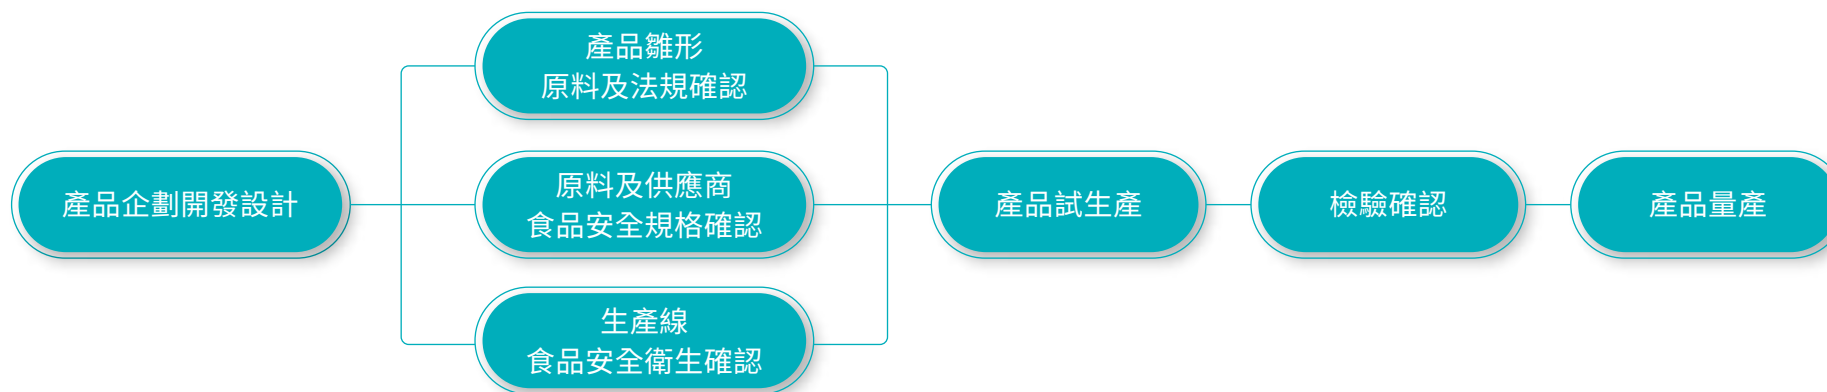 產品企劃開發設計
產品雛形
原料及法規確認
原料及供應商
食品安全規格確認
生產線
食品安全衛生確認
產品試生產
檢驗確認
產品量產